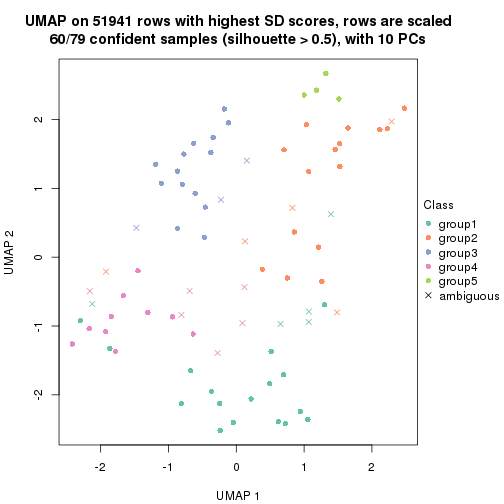 UMAP on 51941 rows with highest SD scores, rows are scaled
60/79 confident samples (silhouette > 0.5), with 10 PCs
UMAP 2
2
1
0
-1
-2
-2
-1
0
1
2
UMAP 1
Class
group1
group2
group3
group4
group5
ambiguous